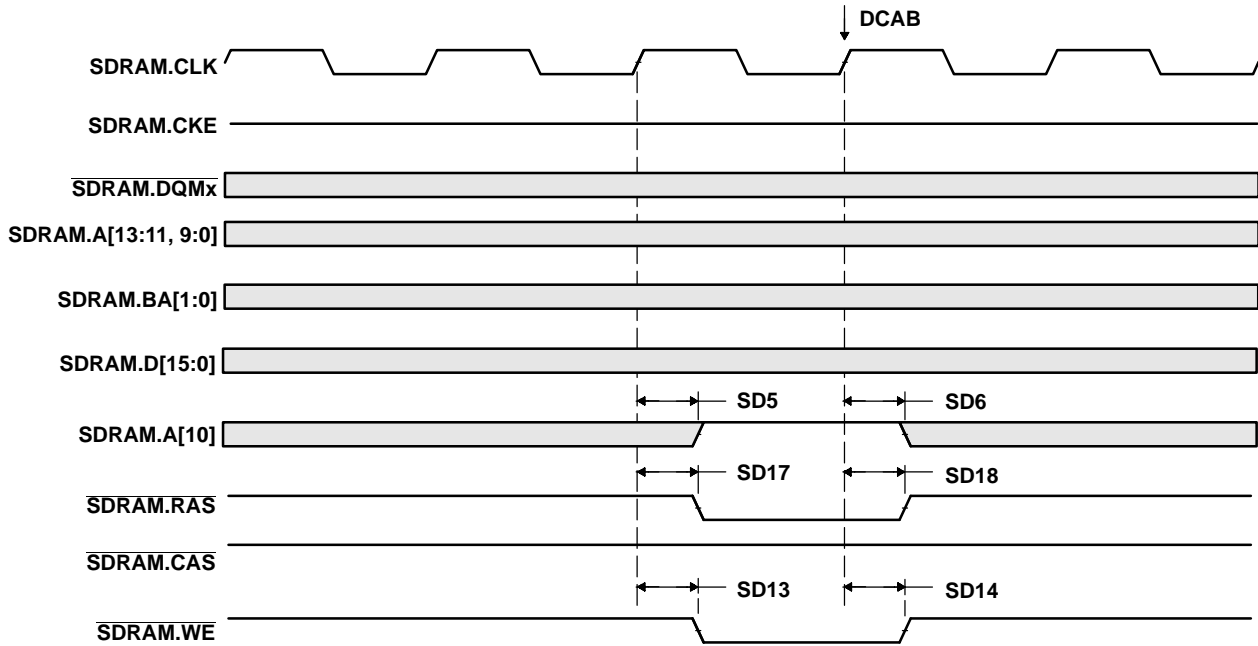 DCAB
SDRAM.CLK
SDRAM.CKE
SDRAM.DQMx
SDRAM.A[13:11, 9:0]
SDRAM.BA[1:0]
SDRAM.D[15:0]
SD5 SD6
SDRAM.A[10]
SD17 SD18
SDRAM.RAS
SDRAM.CAS
SD13 SD14
SDRAM.WE